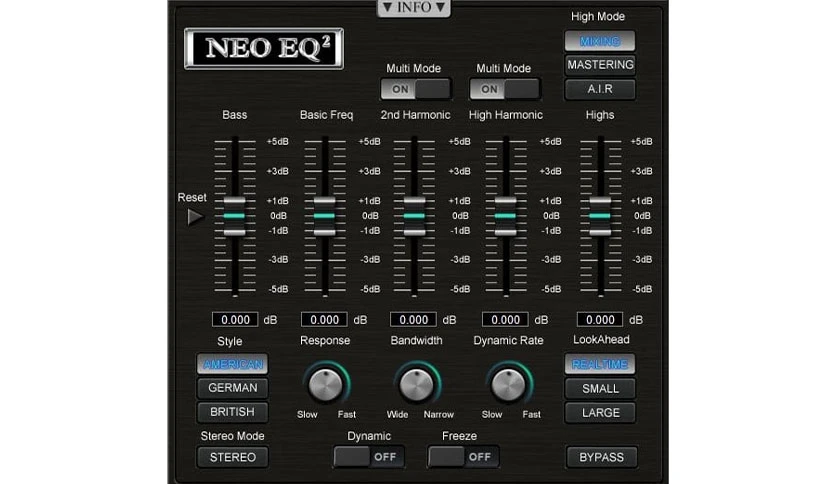 ▼ INFO ▼
High Mode
NEO EQ²
MIXING
Multi Mode Multi Mode MASTERING
ON ON A.I.R
Bass Basic Freq 2nd Harmonic High Harmonic Highs
+5dB +5dB +5dB +5dB +5dB
+3dB +3dB +3dB +3dB +3dB
Reset
+1dB +1dB +1dB +1dB +1dB
0dB 0dB 0dB 0dB 0dB
-1dB -1dB -1dB -1dB -1dB
-3dB -3dB -3dB -3dB -3dB
-5dB -5dB -5dB -5dB -5dB
0.000 dB 0.000 dB 0.000 dB 0.000 dB 0.000 dB
Style Response Bandwidth Dynamic Rate LookAhead
AMERICAN REALTIME
GERMAN SMALL
BRITISH Slow Fast Wide Narrow Slow Fast LARGE
Stereo Mode Dynamic Freeze
STEREO OFF OFF BYPASS